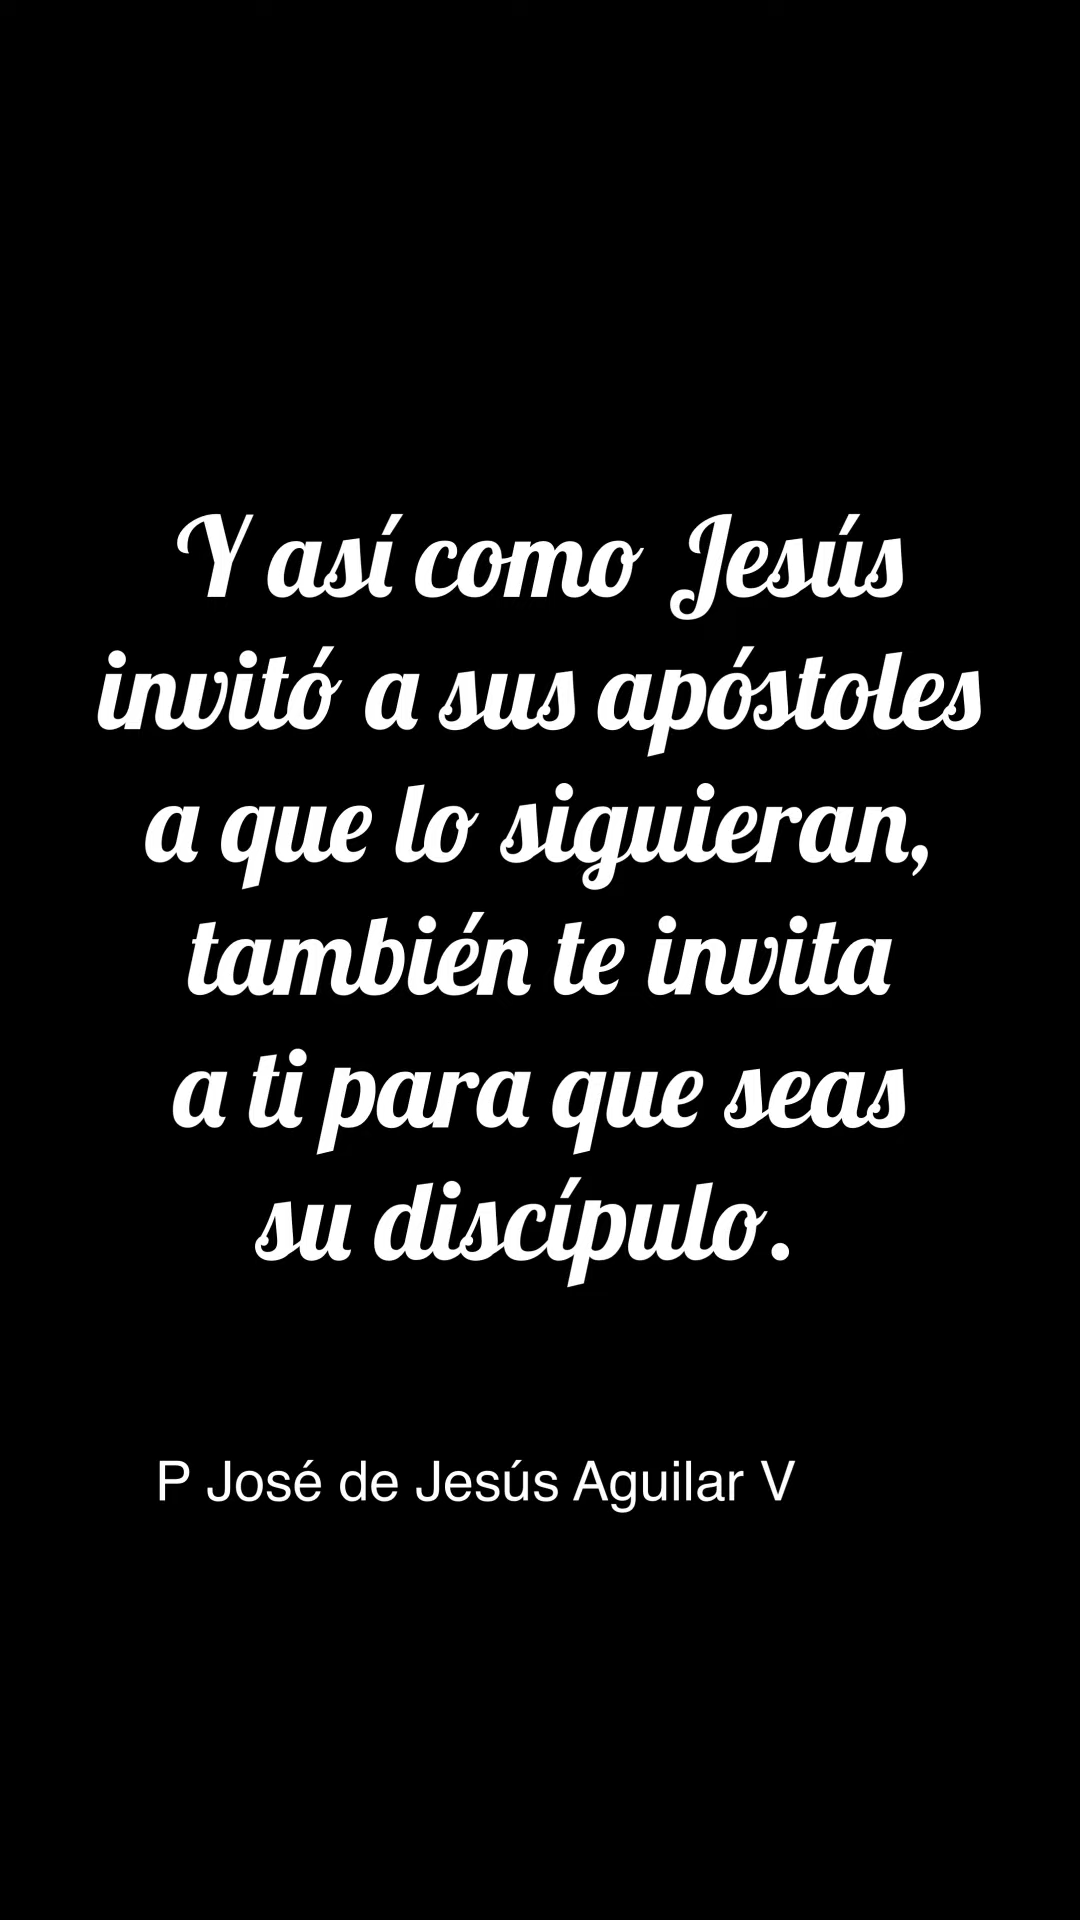 Y así como Jesús
invitó a sus apóstoles
a que lo siguieran,
también te invita
a ti para que seas
su discípulo.
P José de Jesús Aguilar V